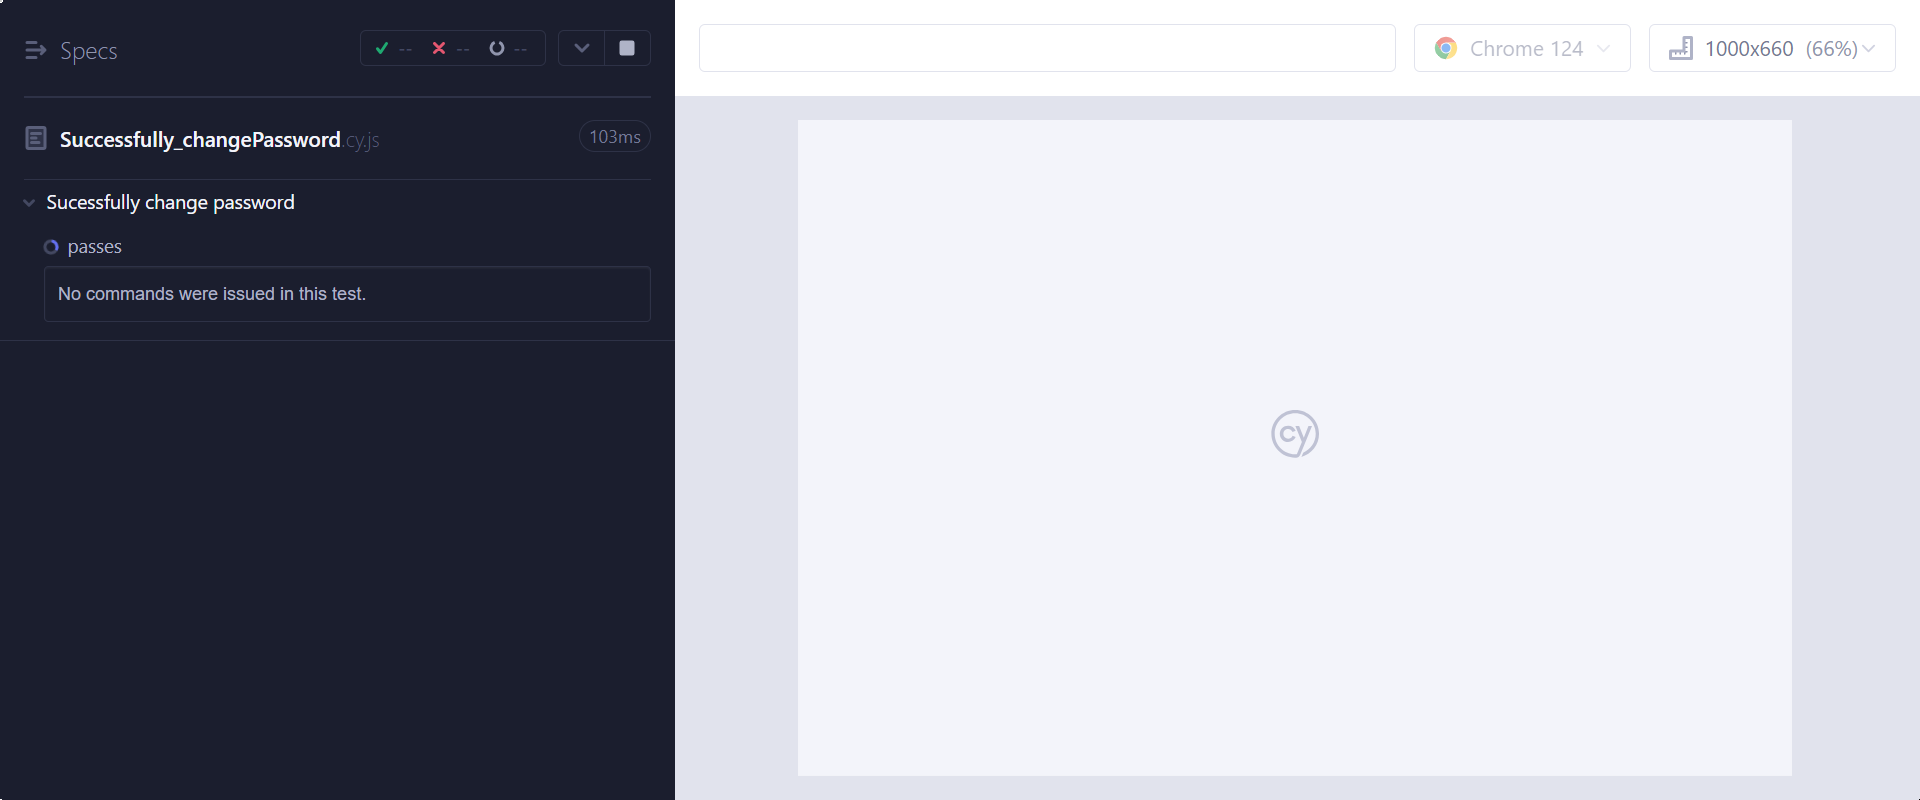 Specs
-- -- --
Successfully_changePassword.cy.js
103ms
Sucessfully change password
passes
No commands were issued in this test.
Chrome 124
1000x660 (66%)
cy